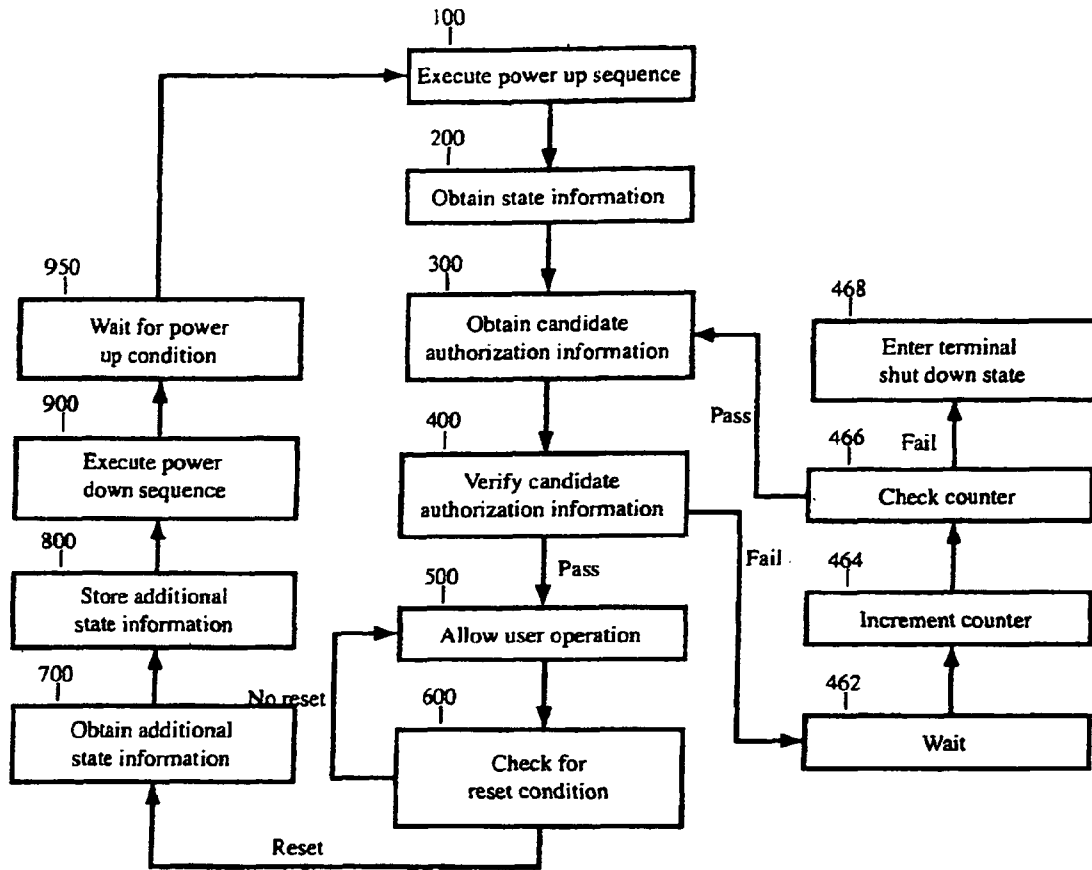 100
Execute power up sequence
200
Obtain state information
300
Obtain candidate
authorization information
400
Verify candidate
authorization information
Pass
Fail
500
Allow user operation
No reset
600
Check for
reset condition
Reset
700
Obtain additional
state information
800
Store additional
state information
900
Execute power
down sequence
950
Wait for power
up condition
462
Wait
464
Increment counter
466
Check counter
Pass
Fail
468
Enter terminal
shut down state